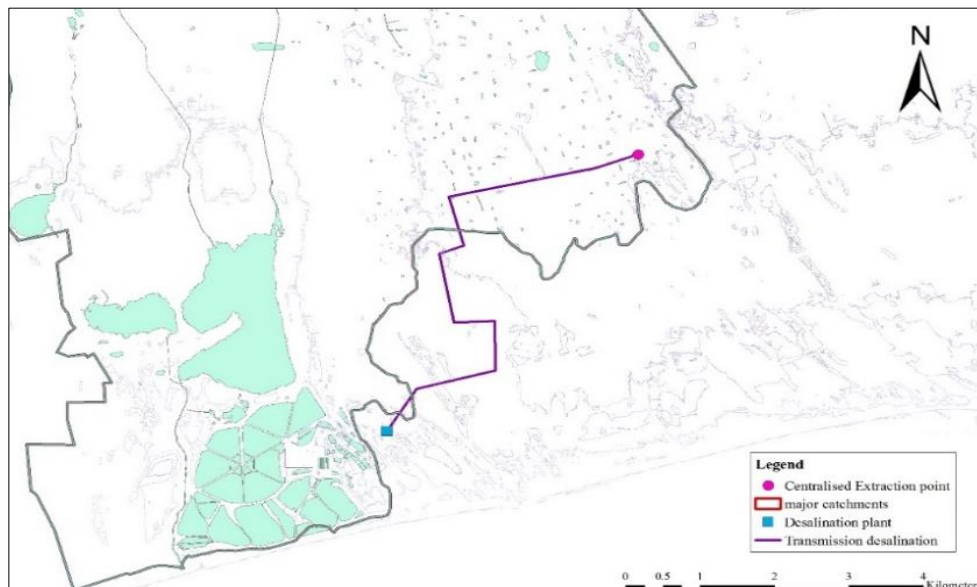 N
Legend
Centralised Extraction point
major catchments
Desalination plant
Transmission desalination
0 0.5 1 2 3 4
Kilometer